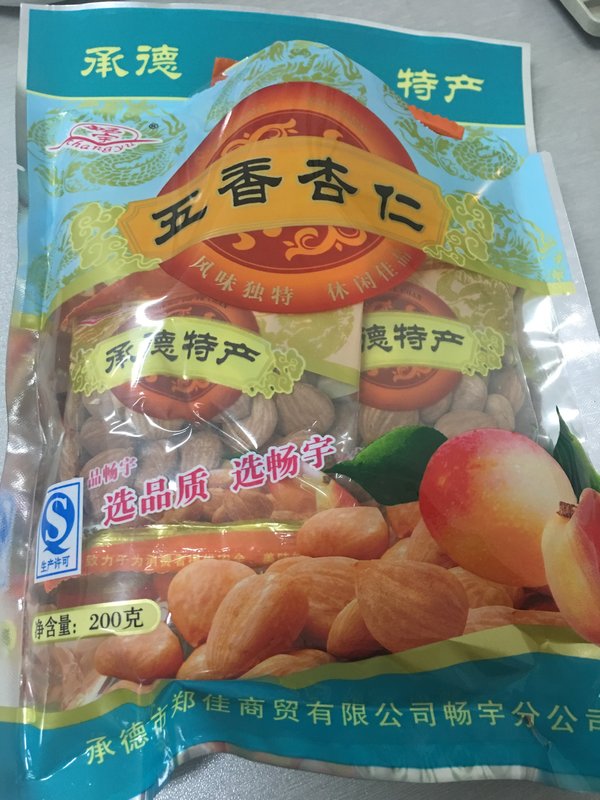 承德 特产
畅宇 ®
changyu
五香杏仁
风味独特 休闲佳品
承德特产
德特产
品畅宇
选品质 选畅宇
生产许可
净含量：200克
承德市郑佳商贸有限公司畅宇分公司